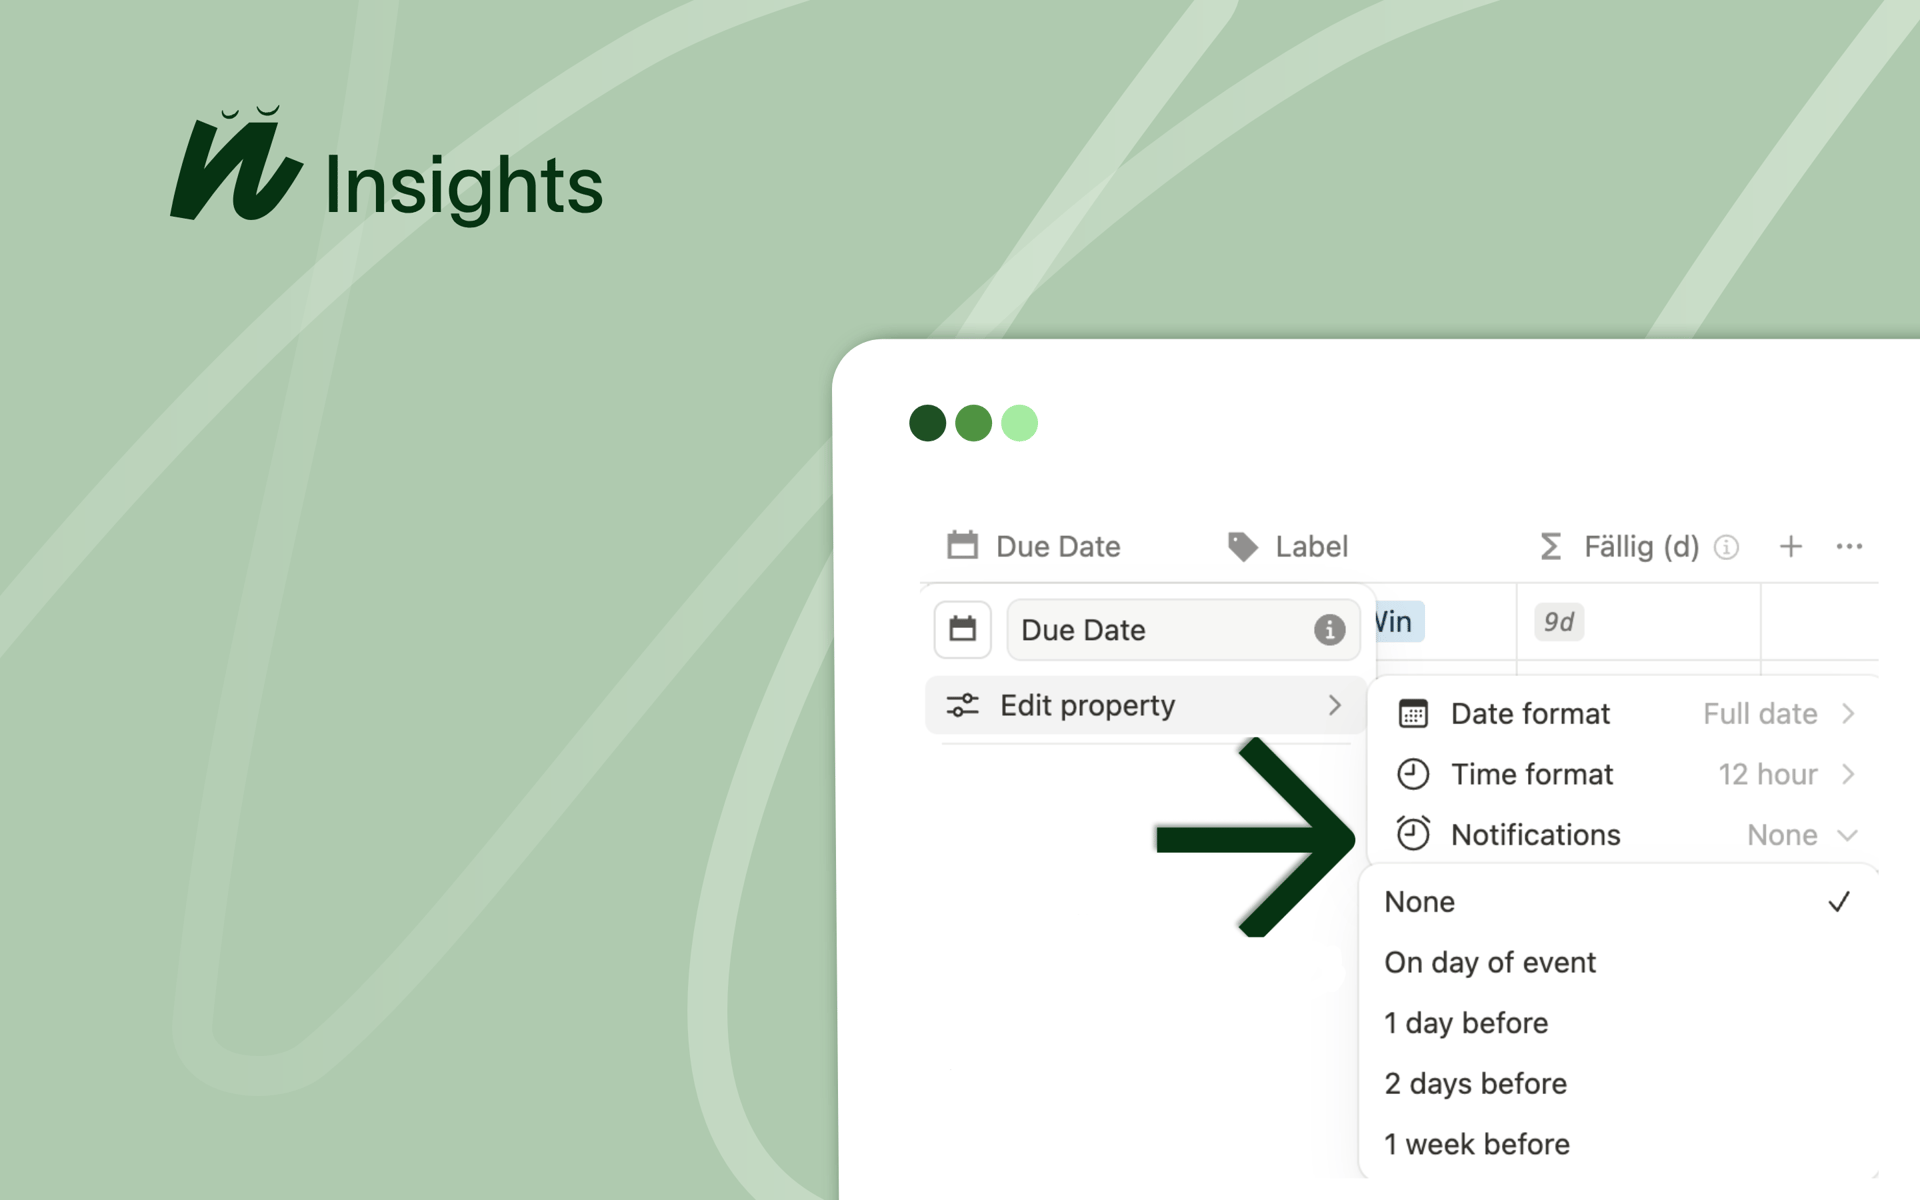 Insights
Due Date Label Fällig (d)
Due Date
9d
Edit property
Date format Full date
Time format 12 hour
Notifications None
None
On day of event
1 day before
2 days before
1 week before